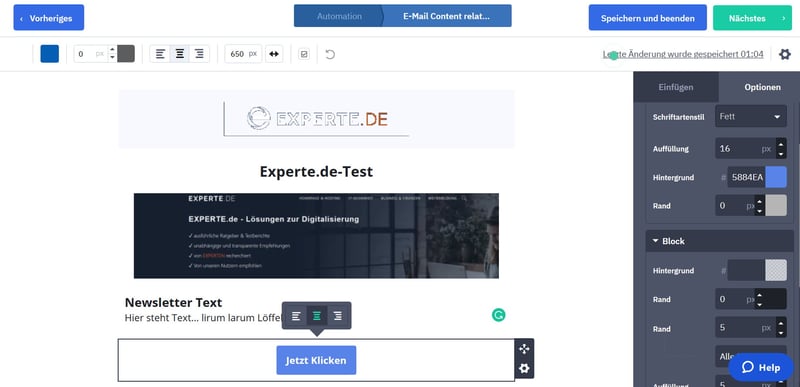 ‹ Vorheriges
Automation
E-Mail Content relat...
Speichern und beenden
Nächstes ›
0 px
650 px
Letzte Änderung wurde gespeichert 01:04
Einfügen
Optionen
Schriftartenstil
Fett
Auffüllung
16 px
Hintergrund
# 5884EA
Rand
0 px
Block
Hintergrund
#
Rand
0 px
Rand
5 px
Auffüllung
5 px
EXPERTE.DE
Experte.de-Test
EXPERTE.DE
HOMEPAGE & HOSTING
IT-SICHERHEIT
BUSINESS & FINANZEN
WEITERBILDUNG
EXPERTE.de - Lösungen zur Digitalisierung
✓ ausführliche Ratgeber & Testberichte
✓ unabhängige und transparente Empfehlungen
✓ von EXPERTEN recherchiert
✓ Von unseren Nutzern empfohlen
Newsletter Text
Hier steht Text... lirum larum Löffel
Jetzt Klicken
Help